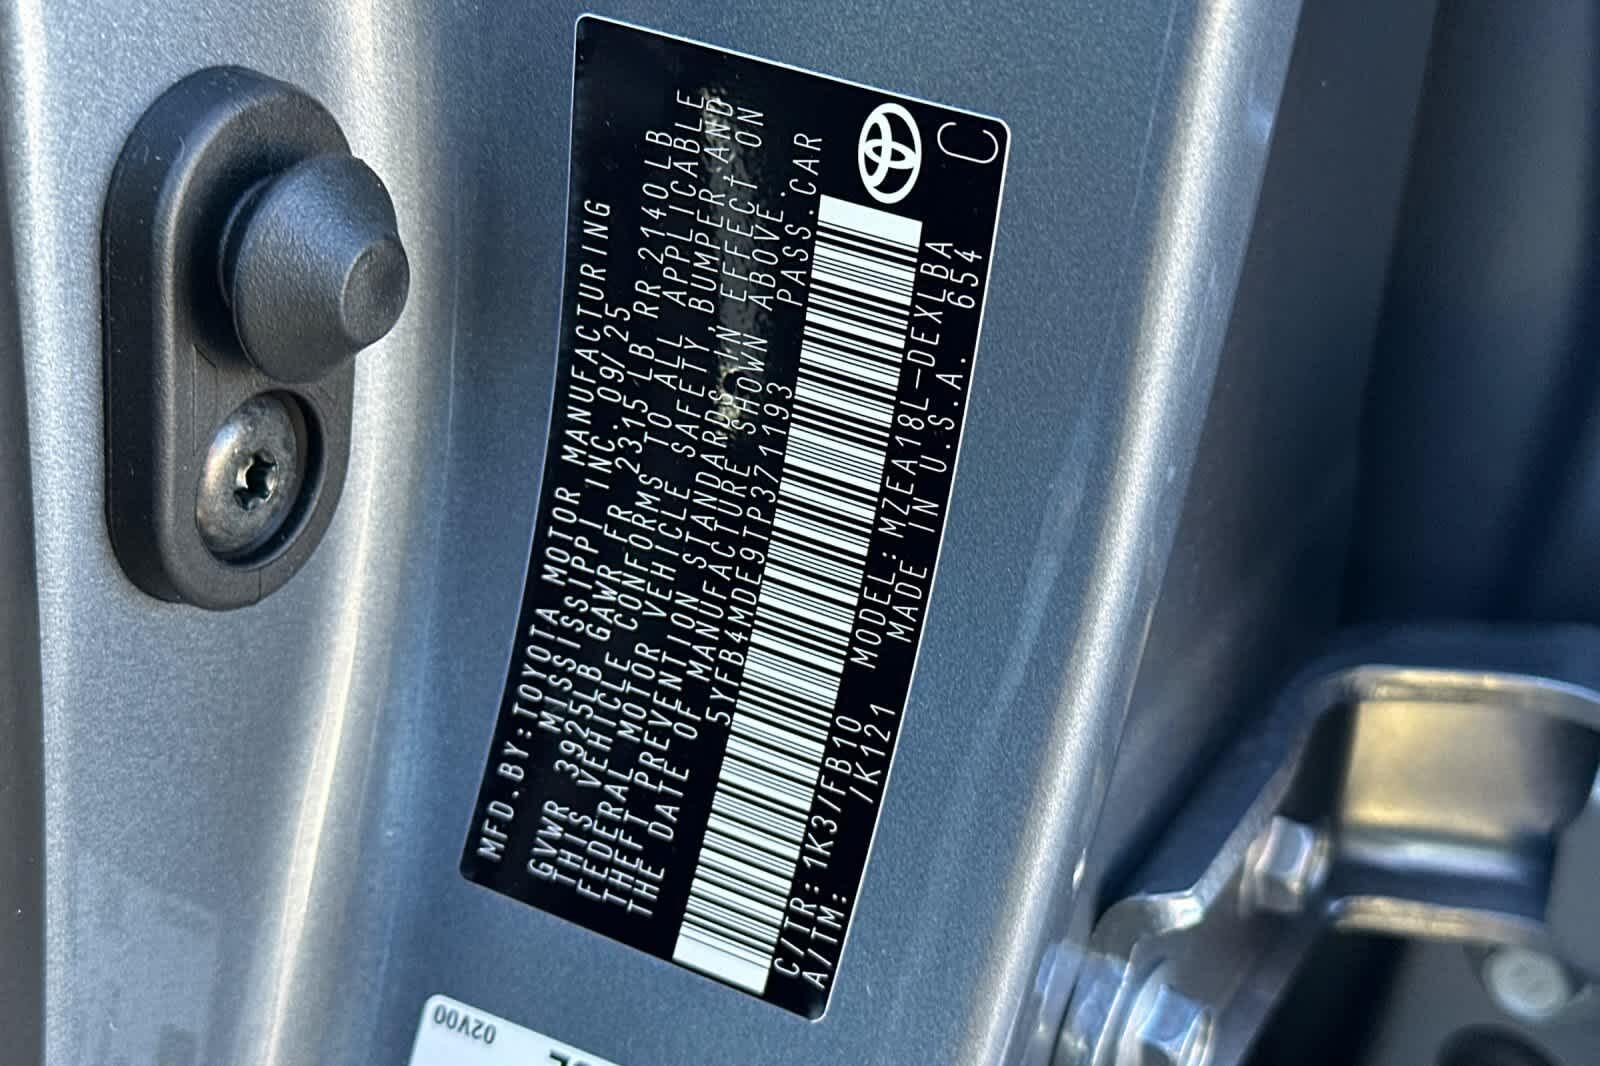 MFD.BY:TOYOTA MOTOR MANUFACTURING
MISSISSIPPI INC. 09/25
GVWR 3925LB GAWR FR 2315 LB RR 2140LB
THIS VEHICLE CONFORMS TO ALL APPLICABLE
FEDERAL MOTOR VEHICLE SAFETY,BUMPER,AND
THEFT PREVENTION STANDARDS IN EFFECT ON
THE DATE OF MANUFACTURE SHOWN ABOVE.
5YFB4MDE9TP371193 PASS.CAR
C/TR:1K3/FB10 MODEL:MZEA18L-DEXLBA
A/TM: /K121 MADE IN U.S.A. 654
C
02V00